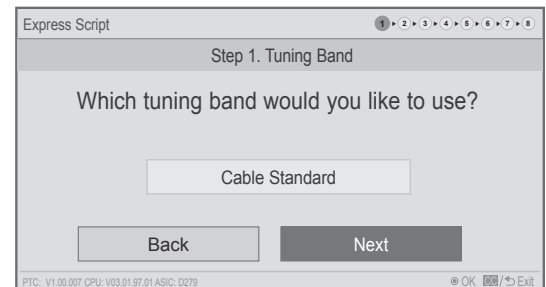 Express Script
1 2 3 4 5 6 7 8
Step 1. Tuning Band
Which tuning band would you like to use?
Cable Standard
Back Next
PTC: V1.00.007 CPU: V03.01.97.01 ASIC: D279 OK CC / Exit